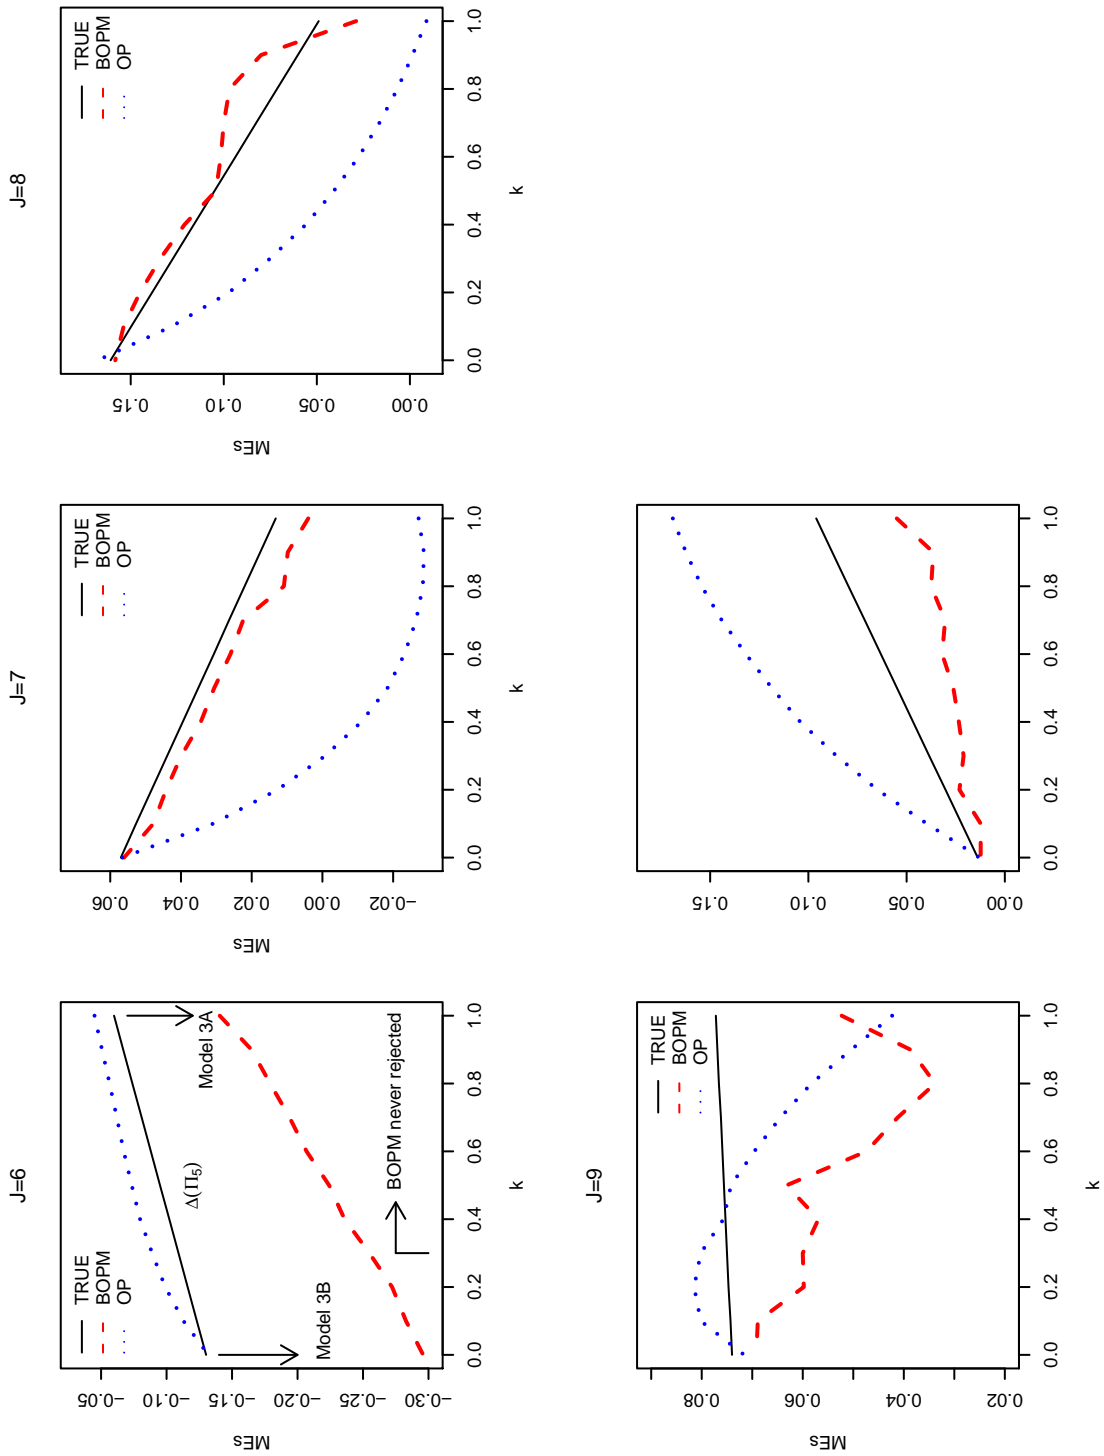 J=6
TRUE
BOPM
OP
Δ(Π5)
Model 3A
Model 3B
BOPM never rejected
−0.05
−0.10
−0.15
−0.20
−0.25
−0.30
MEs
0.0 0.2 0.4 0.6 0.8 1.0
k
J=7
TRUE
BOPM
OP
0.06
0.04
0.02
0.00
−0.02
MEs
0.0 0.2 0.4 0.6 0.8 1.0
k
J=8
TRUE
BOPM
OP
0.15
0.10
0.05
0.00
MEs
0.0 0.2 0.4 0.6 0.8 1.0
k
J=9
TRUE
BOPM
OP
0.08
0.06
0.04
0.02
MEs
0.0 0.2 0.4 0.6 0.8 1.0
k
0.15
0.10
0.05
0.00
0.0 0.2 0.4 0.6 0.8 1.0